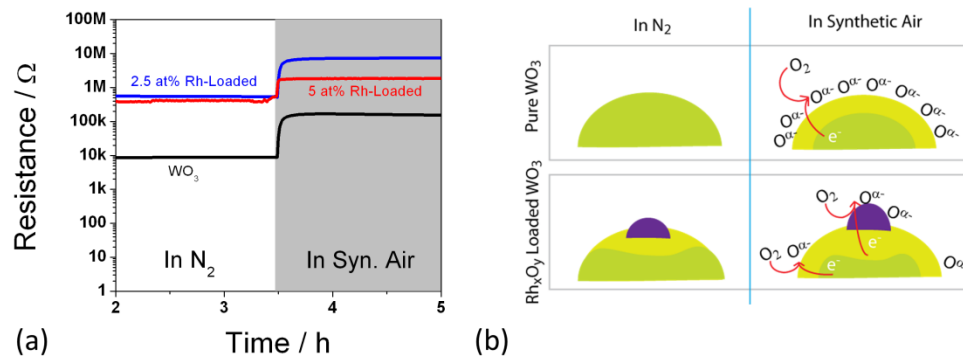 100M
10M
1M
100k
10k
1k
100
10
1
Resistance / Ω
2.5 at% Rh-Loaded
5 at% Rh-Loaded
WO₃
In N₂
In Syn. Air
2 3 4 5
Time / h
(a)
In N₂
In Synthetic Air
Pure WO₃
O₂
Oα- Oα- Oα- Oα- Oα- Oα- Oα- Oα-
e-
RhₓOᵧ Loaded WO₃
O₂ Oα- Oα-
e-
O₂ Oα- e- Oα
(b)